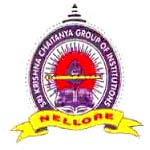 SRI KRISHNA CHAITANYA GROUP OF INSTITUTIONS
NELLORE